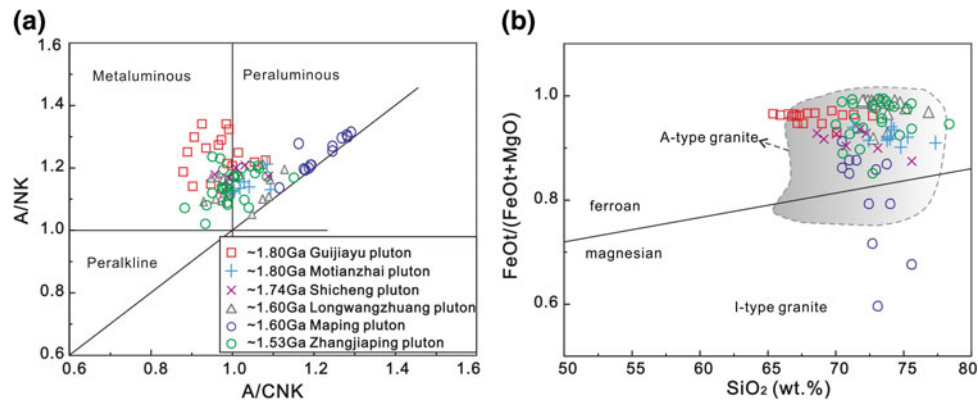 (a)
1.6
1.4
1.2
1.0
0.8
0.6
A/NK
Metaluminous
Peraluminous
Peralkline
~1.80Ga Guijiayu pluton
~1.80Ga Motianzhai pluton
~1.74Ga Shicheng pluton
~1.60Ga Longwangzhuang pluton
~1.60Ga Maping pluton
~1.53Ga Zhangjiaping pluton
0.6 0.8 1.0 1.2 1.4 1.6
A/CNK
(b)
1.0
0.8
0.6
FeOt/(FeOt+MgO)
A-type granite
ferroan
magnesian
I-type granite
50 55 60 65 70 75 80
SiO₂ (wt.%)